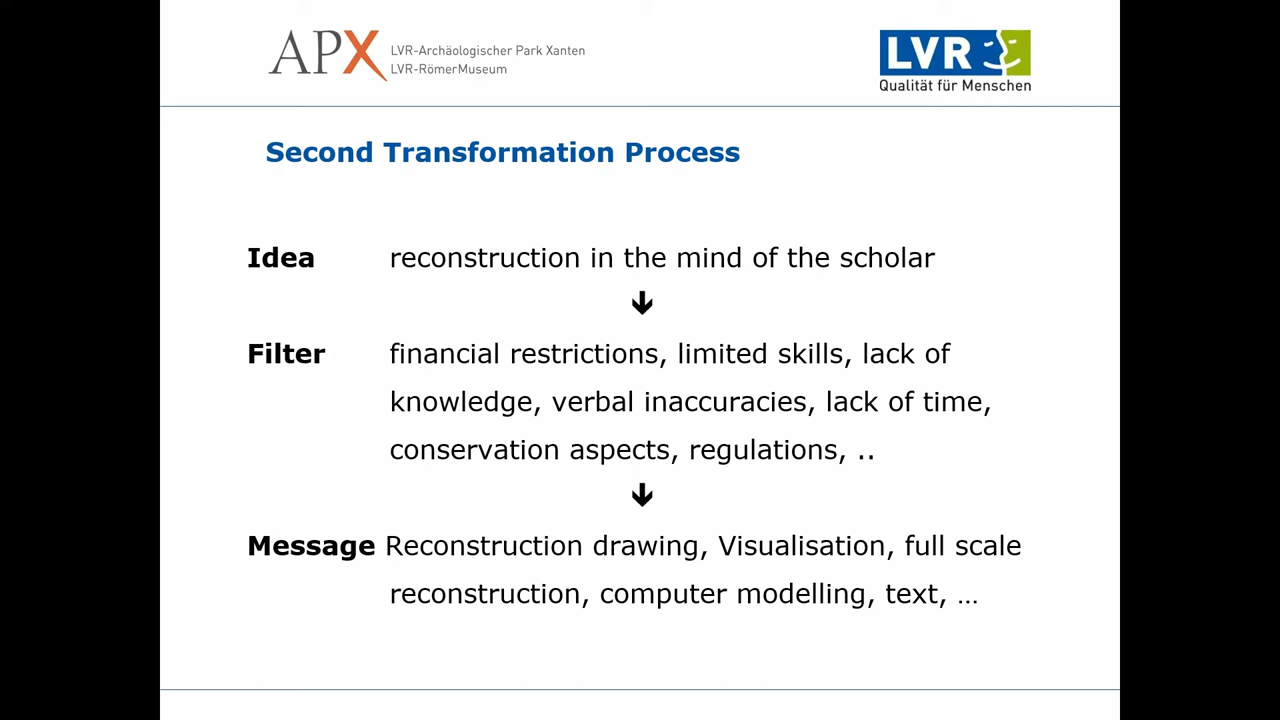 APX LVR-Archäologischer Park Xanten
LVR-RömerMuseum
LVR
Qualität für Menschen
Second Transformation Process
Idea reconstruction in the mind of the scholar
🡻
Filter financial restrictions, limited skills, lack of
knowledge, verbal inaccuracies, lack of time,
conservation aspects, regulations, ..
🡻
Message Reconstruction drawing, Visualisation, full scale
reconstruction, computer modelling, text, …